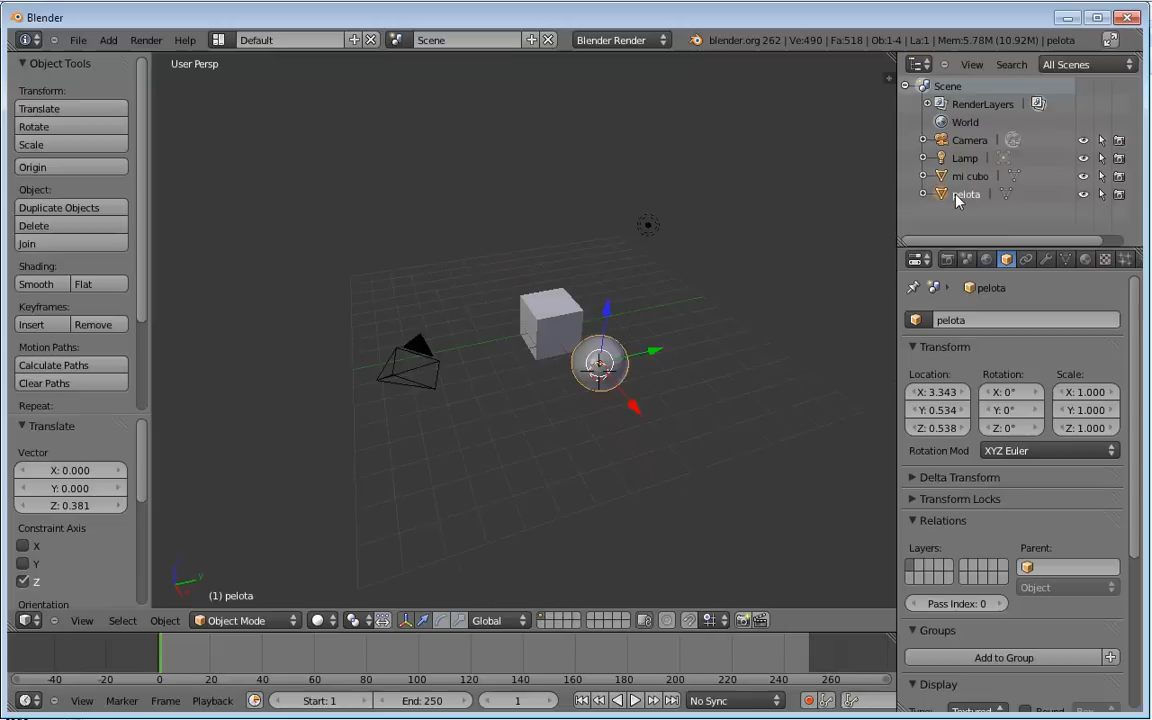 Blender
File Add Render Help Default Scene Blender Render blender.org 262 | Ve:490 | Fa:518 | Ob:1-4 | La:1 | Mem:5.78M (10.92M) | pelota
Object Tools
Transform:
Translate
Rotate
Scale
Origin
Object:
Duplicate Objects
Delete
Join
Shading:
Smooth Flat
Keyframes:
Insert Remove
Motion Paths:
Calculate Paths
Clear Paths
Repeat:
Translate
Vector
X: 0.000
Y: 0.000
Z: 0.381
Constraint Axis
X
Y
Z
Orientation
User Persp
y
(1) pelota
View Select Object Object Mode Global
-40 -20 0 20 40 60 80 100 120 140 160 180 200 220 240 260
View Marker Frame Playback Start: 1 End: 250 1 No Sync
View Search All Scenes
Scene
RenderLayers |
World
Camera |
Lamp |
mi cubo |
pelota |
pelota
pelota
Transform
Location: Rotation: Scale:
X: 3.343 X: 0° X: 1.000
Y: 0.534 Y: 0° Y: 1.000
Z: 0.538 Z: 0° Z: 1.000
Rotation Mod XYZ Euler
Delta Transform
Transform Locks
Relations
Layers: Parent:
Object
Pass Index: 0
Groups
Add to Group
Display